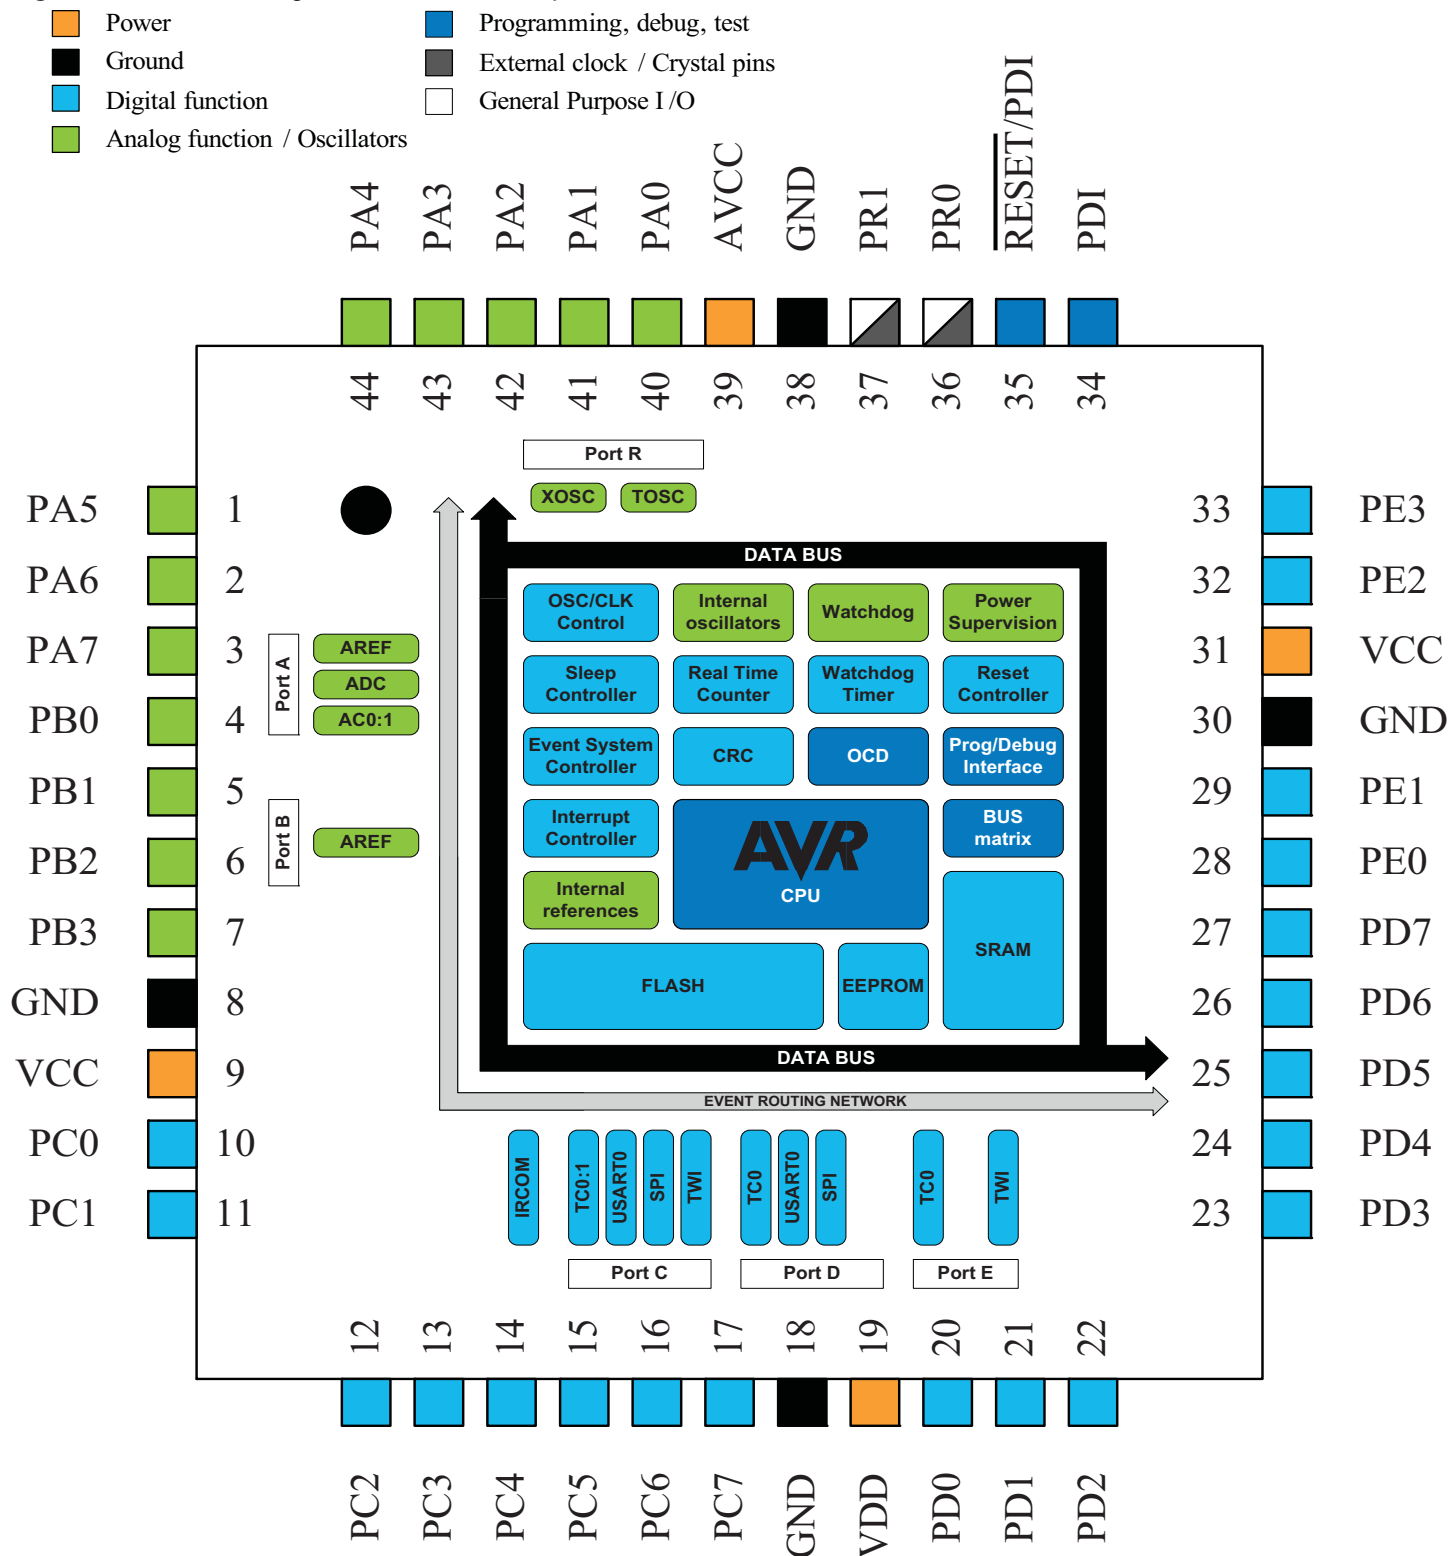 Power
Ground
Digital function
Analog function / Oscillators
Programming, debug, test
External clock / Crystal pins
General Purpose I /O
PA4
PA3
PA2
PA1
PA0
AVCC
GND
PR1
PR0
RESET/PDI
PDI
44
43
42
41
40
39
38
37
36
35
34
PA5 1
PA6 2
PA7 3
PB0 4
PB1 5
PB2 6
PB3 7
GND 8
VCC 9
PC0 10
PC1 11
Port R
XOSC
TOSC
Port A
AREF
ADC
AC0:1
Port B
AREF
DATA BUS
OSC/CLK
Control
Internal
oscillators
Watchdog
Power
Supervision
Sleep
Controller
Real Time
Counter
Watchdog
Timer
Reset
Controller
Event System
Controller
CRC
OCD
Prog/Debug
Interface
Interrupt
Controller
AVR
CPU
BUS
matrix
Internal
references
SRAM
FLASH
EEPROM
DATA BUS
EVENT ROUTING NETWORK
IRCOM
TC0:1
USART0
SPI
TWI
TC0
USART0
SPI
TC0
TWI
Port C
Port D
Port E
33 PE3
32 PE2
31 VCC
30 GND
29 PE1
28 PE0
27 PD7
26 PD6
25 PD5
24 PD4
23 PD3
12
13
14
15
16
17
18
19
20
21
22
PC2
PC3
PC4
PC5
PC6
PC7
GND
VDD
PD0
PD1
PD2